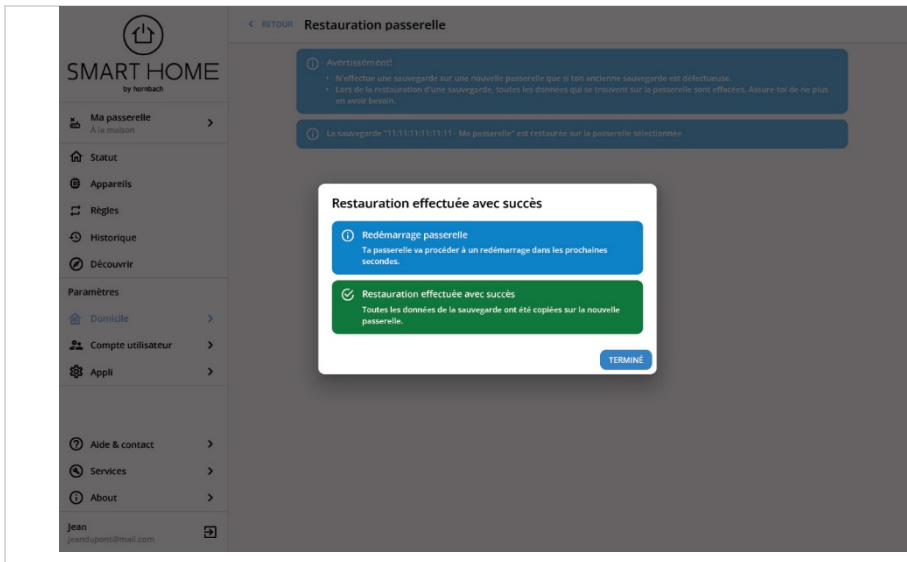 SMART HOME
by hornbach
Ma passerelle
À la maison
Statut
Appareils
Règles
Historique
Découvrir
Paramètres
Domicile
Compte utilisateur
Appli
Aide & contact
Services
About
Jean
jeandupont@mail.com
RETOUR Restauration passerelle
Avertissement!
• N'effectue une sauvegarde sur une nouvelle passerelle que si ton ancienne sauvegarde est défectueuse.
• Lors de la restauration d'une sauvegarde, toutes les données qui se trouvent sur la passerelle sont effacées. Assure-toi de ne plus
en avoir besoin.
La sauvegarde "11:11:11:11:11:11 - Ma passerelle" est restaurée sur la passerelle sélectionnée
Restauration effectuée avec succès
Redémarrage passerelle
Ta passerelle va procéder à un redémarrage dans les prochaines
secondes.
Restauration effectuée avec succès
Toutes les données de la sauvegarde ont été copiées sur la nouvelle
passerelle.
TERMINÉ